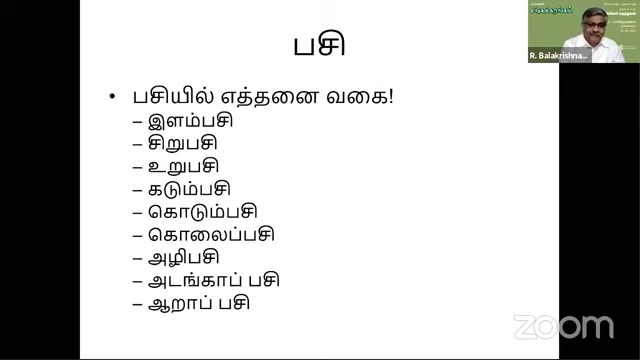 பசி
• பசியில் எத்தனை வகை!
– இளம்பசி
– சிறுபசி
– உறுபசி
– கடும்பசி
– கொடும்பசி
– கொலைப்பசி
– அழிபசி
– அடங்காப் பசி
– ஆறாப் பசி
R. Balakrishna...
zoom